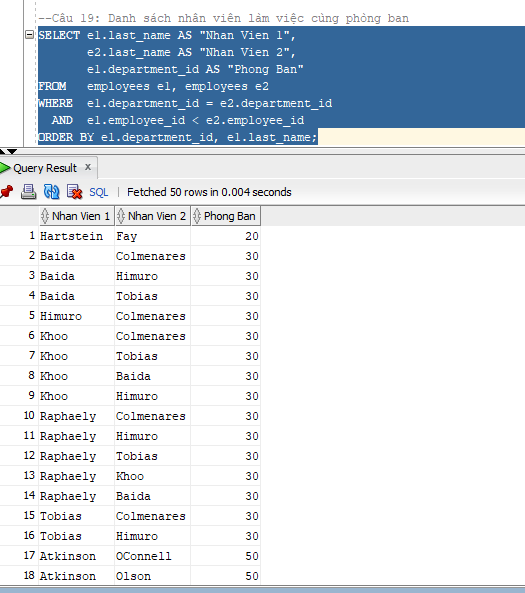 --Câu 19: Danh sách nhân viên làm việc cùng phòng ban
SELECT e1.last_name AS "Nhan Vien 1",
e2.last_name AS "Nhan Vien 2",
e1.department_id AS "Phong Ban"
FROM employees e1, employees e2
WHERE e1.department_id = e2.department_id
AND e1.employee_id < e2.employee_id
ORDER BY e1.department_id, e1.last_name;
Query Result x
SQL | Fetched 50 rows in 0.004 seconds
Nhan Vien 1 Nhan Vien 2 Phong Ban
1 Hartstein Fay 20
2 Baida Colmenares 30
3 Baida Himuro 30
4 Baida Tobias 30
5 Himuro Colmenares 30
6 Khoo Colmenares 30
7 Khoo Tobias 30
8 Khoo Baida 30
9 Khoo Himuro 30
10 Raphaely Colmenares 30
11 Raphaely Himuro 30
12 Raphaely Tobias 30
13 Raphaely Khoo 30
14 Raphaely Baida 30
15 Tobias Colmenares 30
16 Tobias Himuro 30
17 Atkinson OConnell 50
18 Atkinson Olson 50